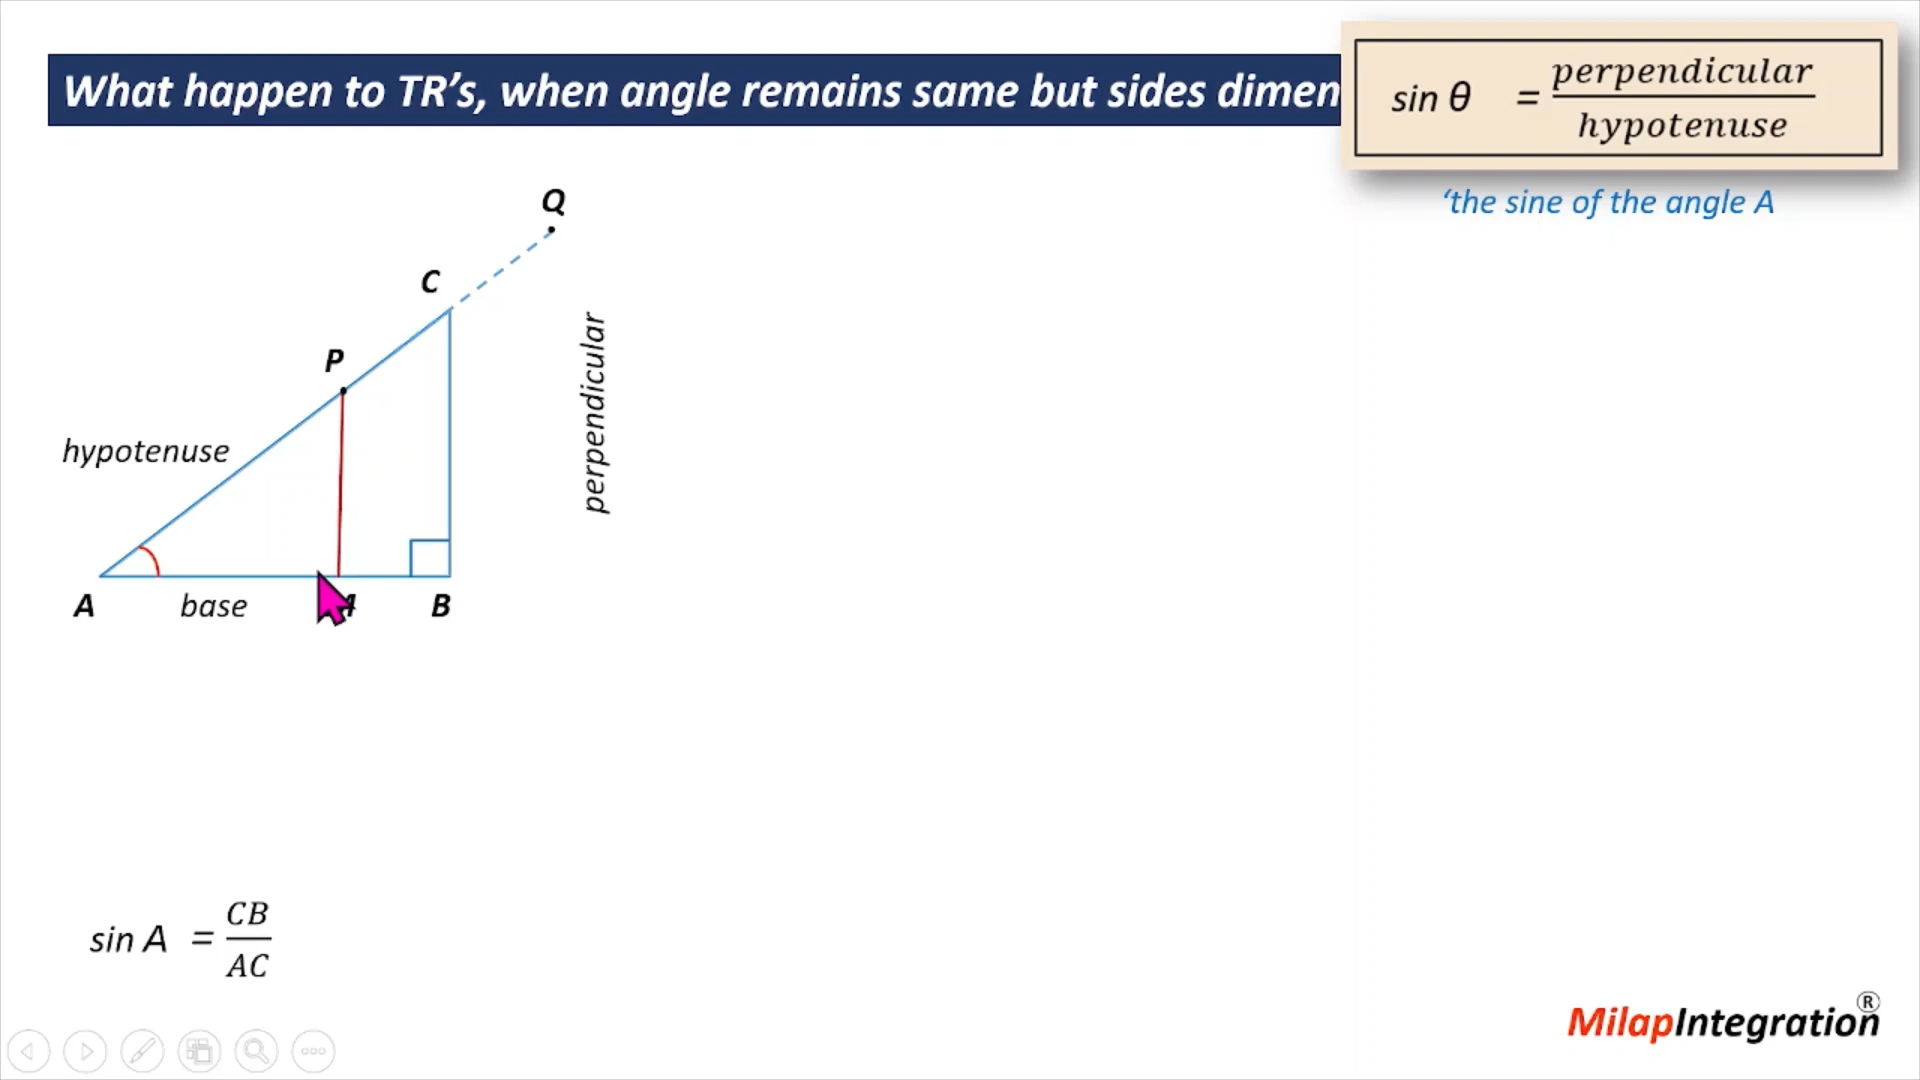 What happen to TR’s, when angle remains same but sides dimen
sin θ = perpendicular
hypotenuse
‘the sine of the angle A
Q
C
P
hypotenuse
perpendicular
A
base
B
sin A = CB
AC
MilapIntegration®